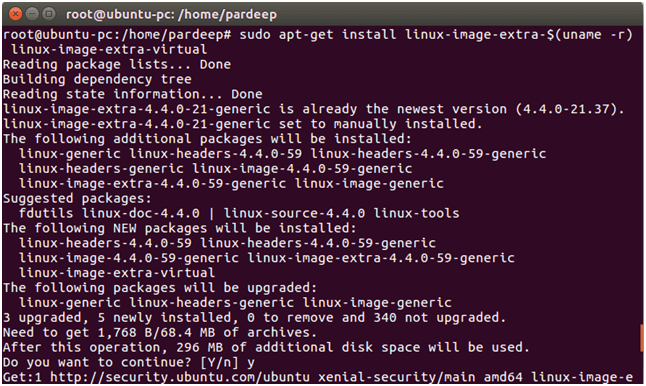 root@ubuntu-pc: /home/pardeep
root@ubuntu-pc:/home/pardeep# sudo apt-get install linux-image-extra-$(uname -r)
linux-image-extra-virtual
Reading package lists... Done
Building dependency tree
Reading state information... Done
linux-image-extra-4.4.0-21-generic is already the newest version (4.4.0-21.37).
linux-image-extra-4.4.0-21-generic set to manually installed.
The following additional packages will be installed:
linux-generic linux-headers-4.4.0-59 linux-headers-4.4.0-59-generic
linux-headers-generic linux-image-4.4.0-59-generic
linux-image-extra-4.4.0-59-generic linux-image-generic
Suggested packages:
fdutils linux-doc-4.4.0 | linux-source-4.4.0 linux-tools
The following NEW packages will be installed:
linux-headers-4.4.0-59 linux-headers-4.4.0-59-generic
linux-image-4.4.0-59-generic linux-image-extra-4.4.0-59-generic
linux-image-extra-virtual
The following packages will be upgraded:
linux-generic linux-headers-generic linux-image-generic
3 upgraded, 5 newly installed, 0 to remove and 340 not upgraded.
Need to get 1,768 B/68.4 MB of archives.
After this operation, 296 MB of additional disk space will be used.
Do you want to continue? [Y/n] y
Get:1 http://security.ubuntu.com/ubuntu xenial-security/main amd64 linux-image-e